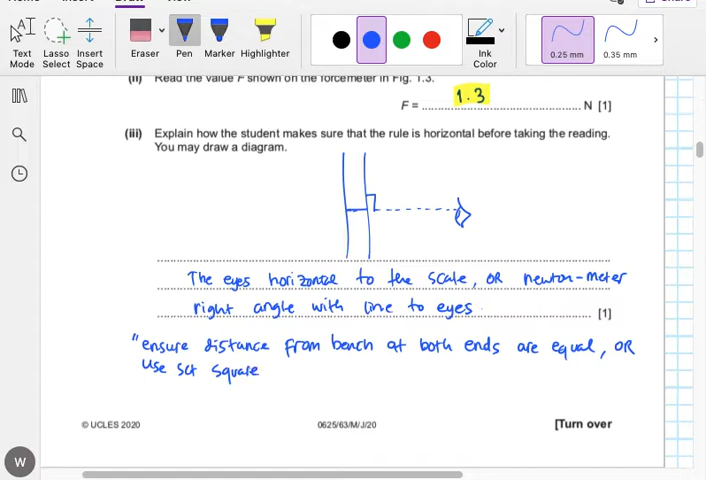 Draw
Share
Text Mode
Lasso Select
Insert Space
Eraser
Pen
Marker
Highlighter
Ink Color
0.25 mm
0.35 mm
(ii) Read the value F shown on the forcemeter in Fig. 1.3.
F = 1.3 N [1]
(iii) Explain how the student makes sure that the rule is horizontal before taking the reading.
You may draw a diagram.
The eyes horizontal to the scale, OR newton-meter
right angle with line to eyes.
[1]
"ensure distance from bench at both ends are equal, OR
use set square
© UCLES 2020
0625/63/M/J/20
[Turn over
W